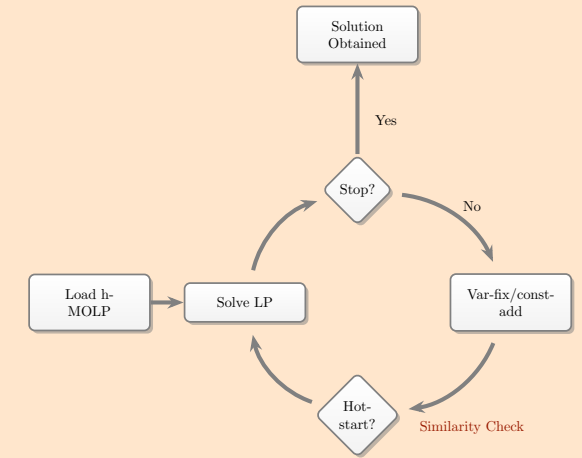 Solution
Obtained
Yes
Stop?
No
Load h-
MOLP
Solve LP
Var-fix/const-
add
Hot-
start?
Similarity Check